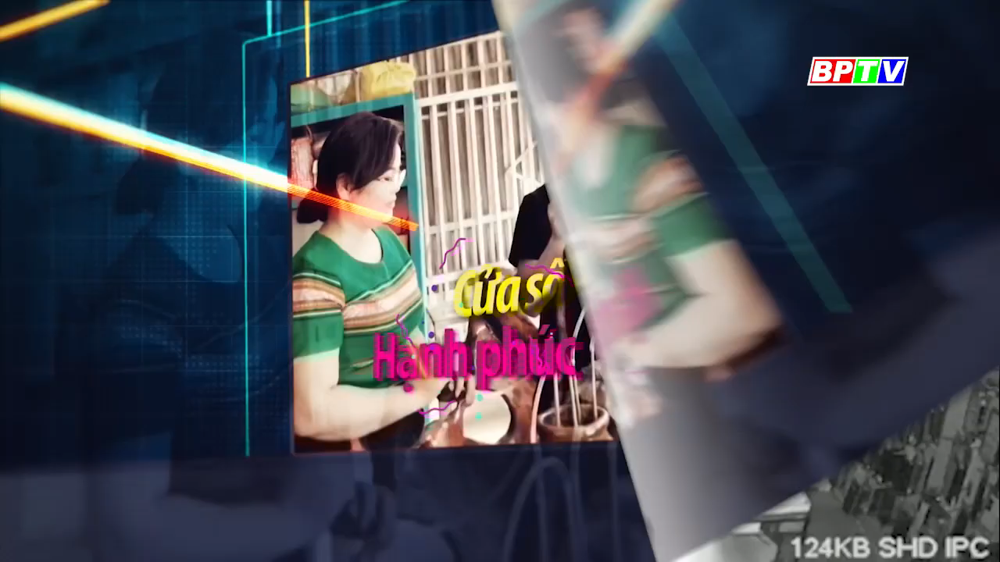 BPTV
Cửa sổ
Hạnh phúc
124KB SHD IPC